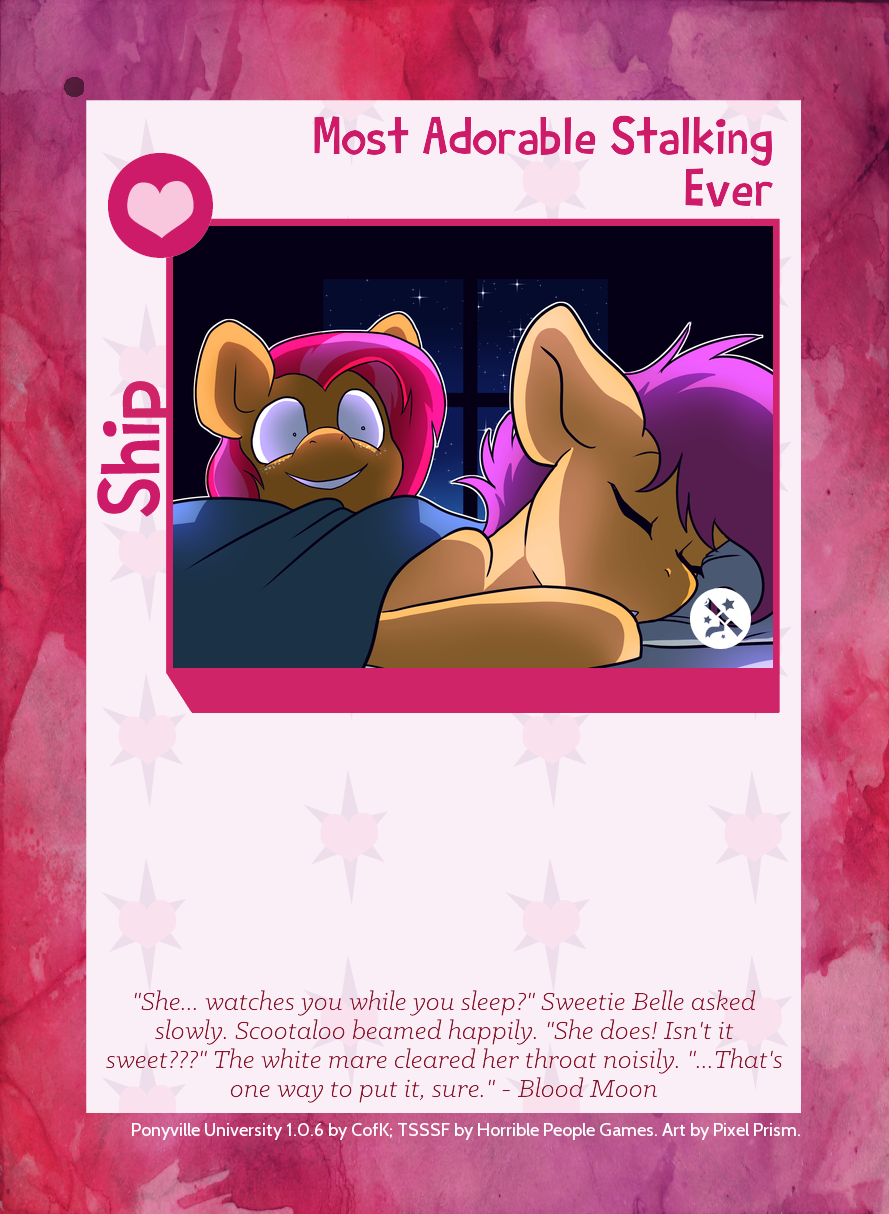 Most Adorable Stalking
Ever
Ship
"She... watches you while you sleep?" Sweetie Belle asked
slowly. Scootaloo beamed happily. "She does! Isn't it
sweet???" The white mare cleared her throat noisily. "...That's
one way to put it, sure." - Blood Moon
Ponyville University 1.0.6 by CofK; TSSSF by Horrible People Games. Art by Pixel Prism.